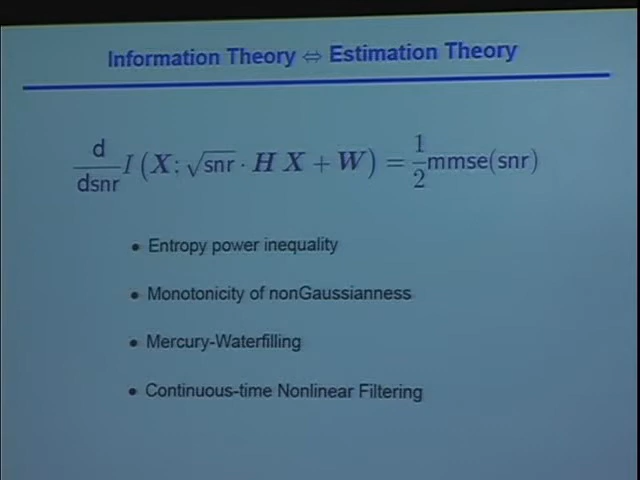 Information Theory ⇔ Estimation Theory
d/dsnr I(X; √snr · H X + W) = 1/2 mmse(snr)
• Entropy power inequality
• Monotonicity of nonGaussianness
• Mercury-Waterfilling
• Continuous-time Nonlinear Filtering